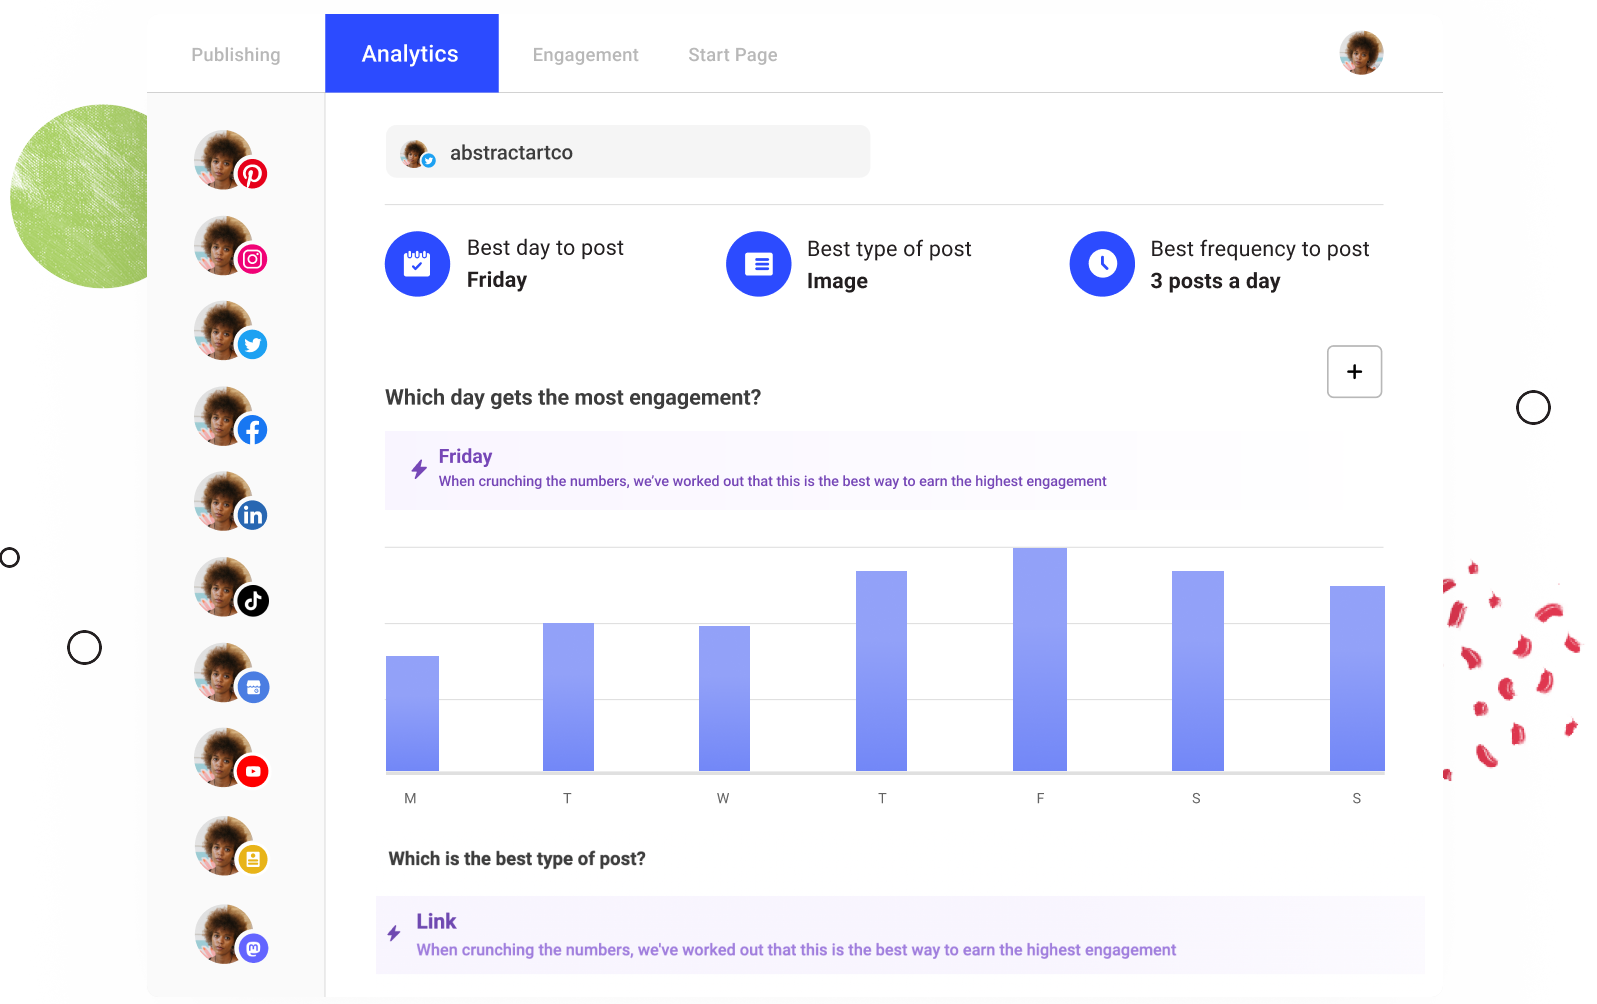 Publishing
Analytics
Engagement
Start Page
abstractartco
Best day to post
Friday
Best type of post
Image
Best frequency to post
3 posts a day
+
Which day gets the most engagement?
Friday
When crunching the numbers, we've worked out that this is the best way to earn the highest engagement
M T W T F S S
Which is the best type of post?
Link
When crunching the numbers, we've worked out that this is the best way to earn the highest engagement